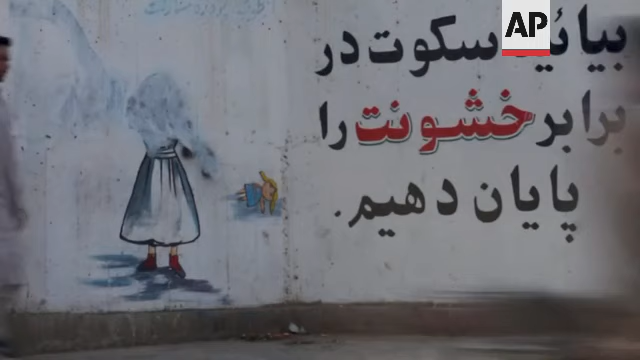 AP
بیائید سکوت در
برابر خشونت را
پایان دهیم.